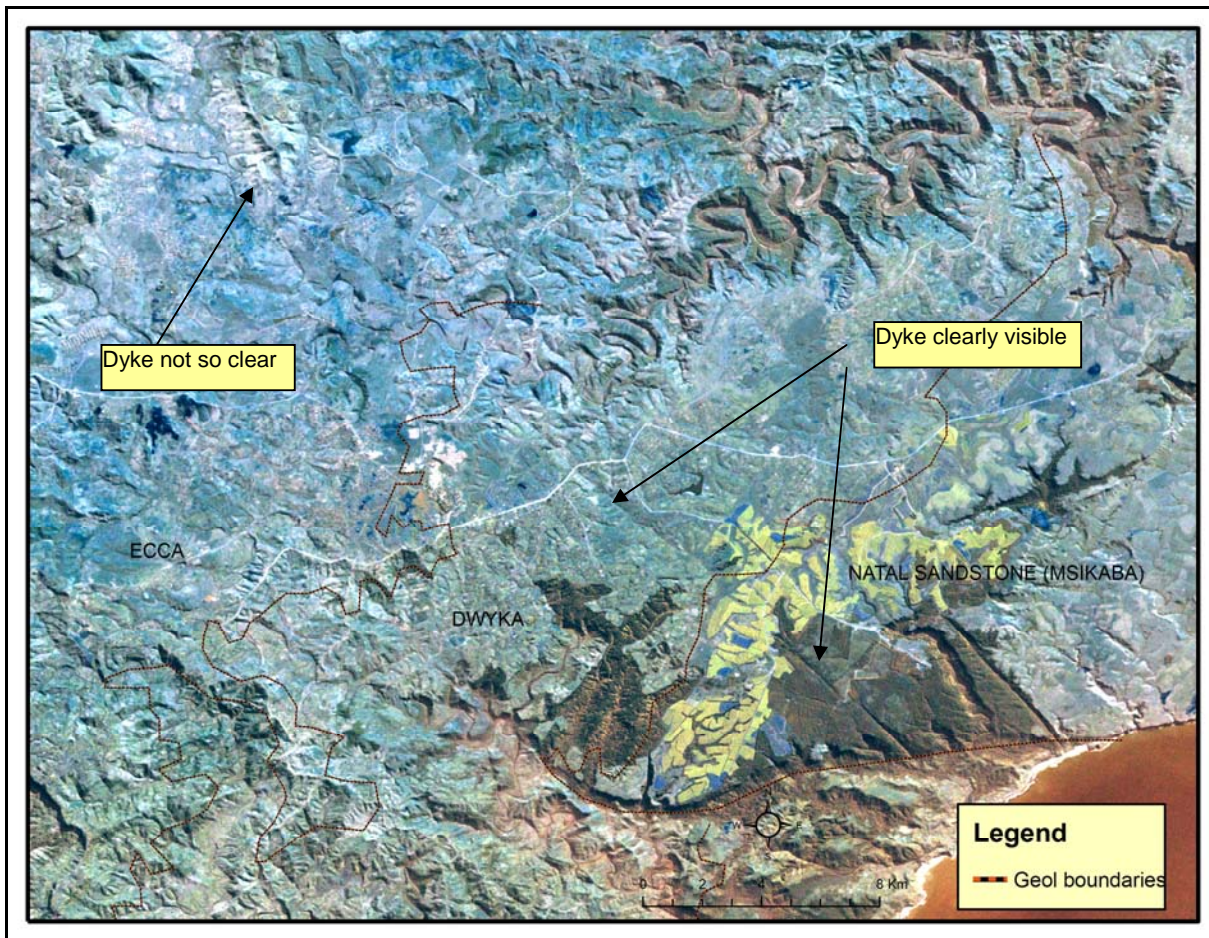 Dyke not so clear
Dyke clearly visible
ECCA
NATAL SANDSTONE (MSIKABA)
DWYKA
N
W E
S
Legend
Geol boundaries
0 2 4 8 Km